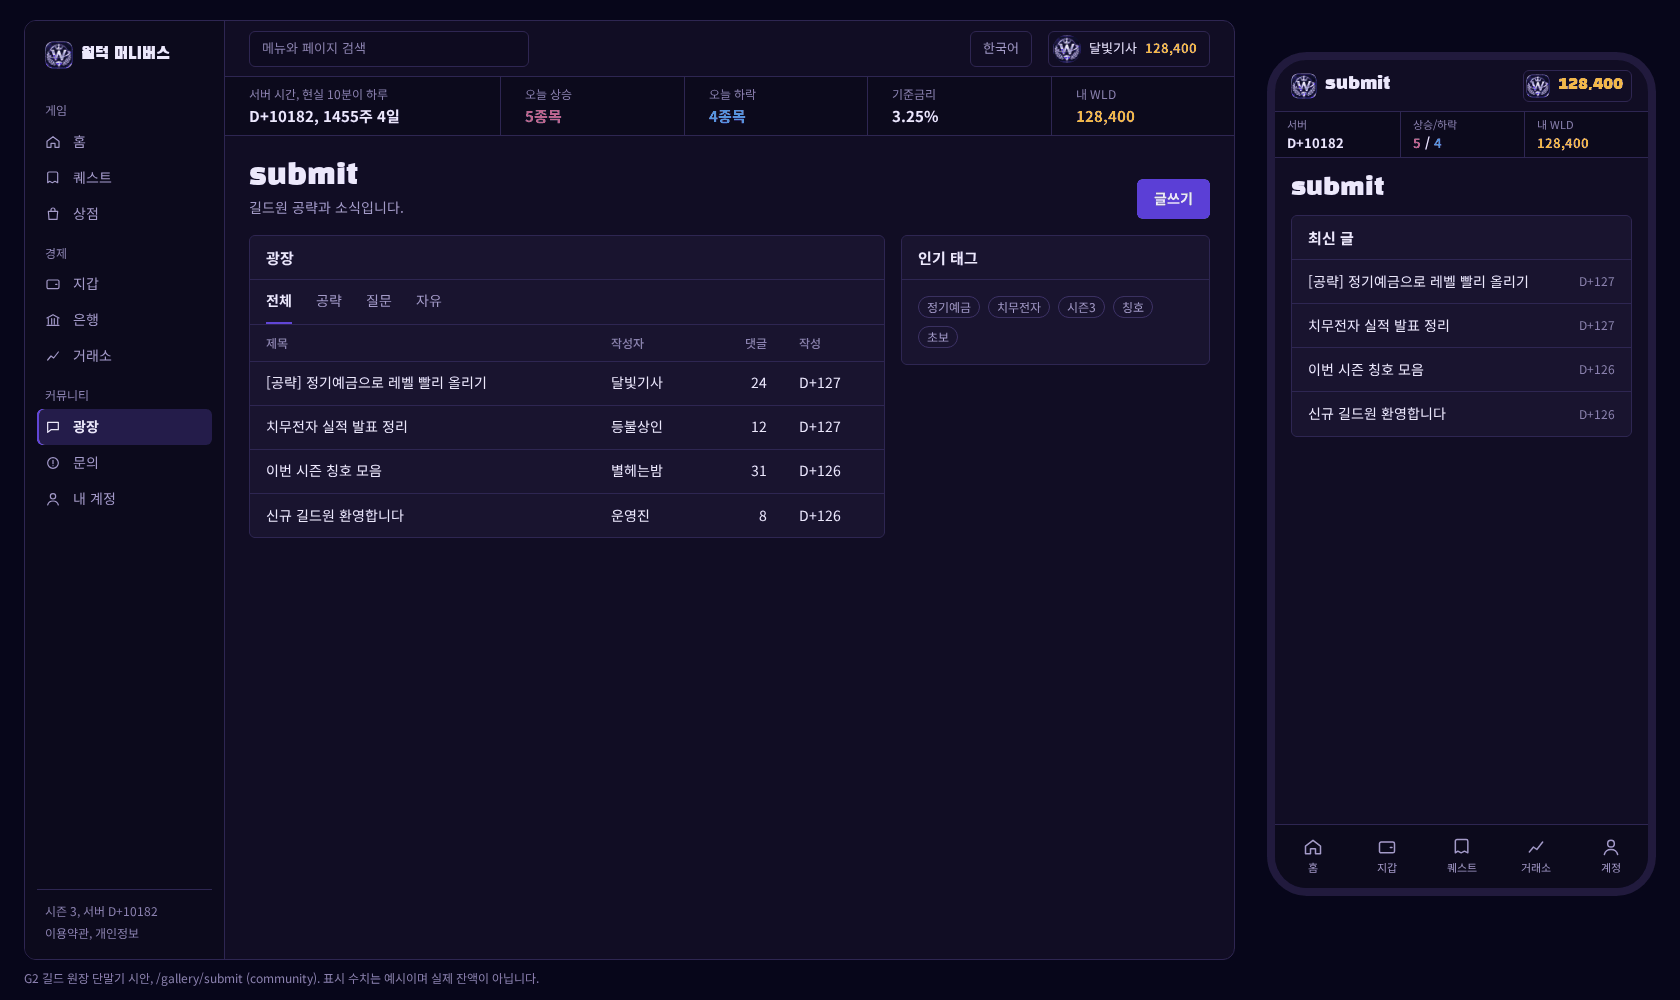 월덕 머니버스
게임
홈
퀘스트
상점
경제
지갑
은행
거래소
커뮤니티
광장
문의
내 계정
시즌 3, 서버 D+10182
이용약관, 개인정보
메뉴와 페이지 검색
한국어
달빛기사 128,400
서버 시간, 현실 10분이 하루
D+10182, 1455주 4일
오늘 상승
5종목
오늘 하락
4종목
기준금리
3.25%
내 WLD
128,400
submit
길드원 공략과 소식입니다.
글쓰기
광장
전체 공략 질문 자유
제목 작성자 댓글 작성
[공략] 정기예금으로 레벨 빨리 올리기 달빛기사 24 D+127
치무전자 실적 발표 정리 등불상인 12 D+127
이번 시즌 칭호 모음 별헤는밤 31 D+126
신규 길드원 환영합니다 운영진 8 D+126
인기 태그
정기예금 치무전자 시즌3 칭호
초보
submit 128,400
서버
D+10182
상승/하락
5 / 4
내 WLD
128,400
submit
최신 글
[공략] 정기예금으로 레벨 빨리 올리기 D+127
치무전자 실적 발표 정리 D+127
이번 시즌 칭호 모음 D+126
신규 길드원 환영합니다 D+126
홈 지갑 퀘스트 거래소 계정
G2 길드 원장 단말기 시안, /gallery/submit (community). 표시 수치는 예시이며 실제 잔액이 아닙니다.